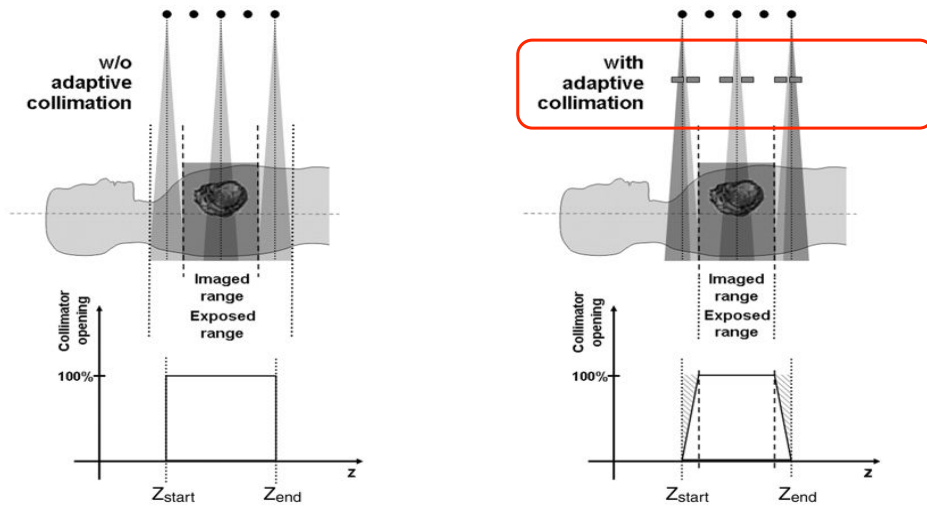 w/o
adaptive
collimation
Imaged
range
Exposed
range
Collimator
opening
100%
z
Zstart
Zend
with
adaptive
collimation
Imaged
range
Exposed
range
Collimator
opening
100%
z
Zstart
Zend